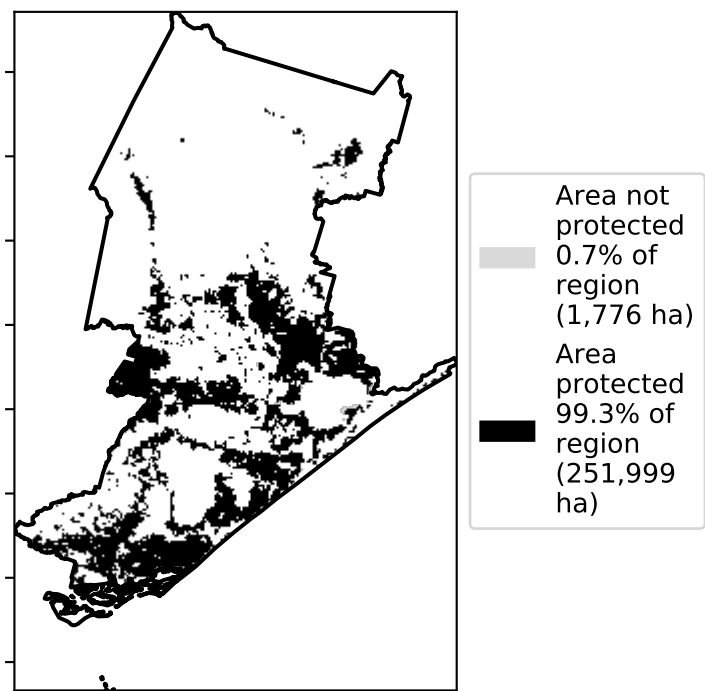 Area not
protected
0.7% of
region
(1,776 ha)
Area
protected
99.3% of
region
(251,999
ha)